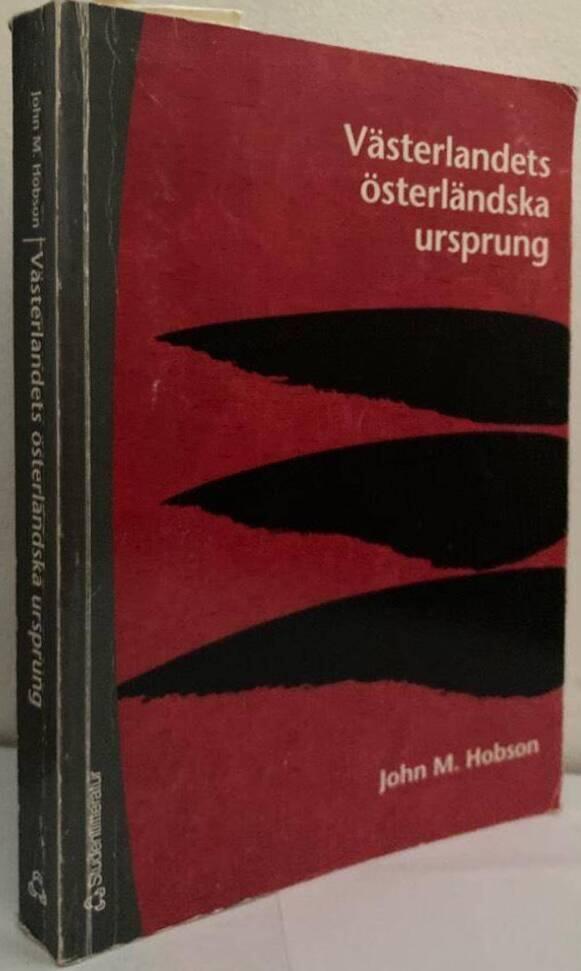 Västerlandets
österländska
ursprung
John M. Hobson
John M. Hobson | Västerlandets österländska ursprung
Studentlitteratur